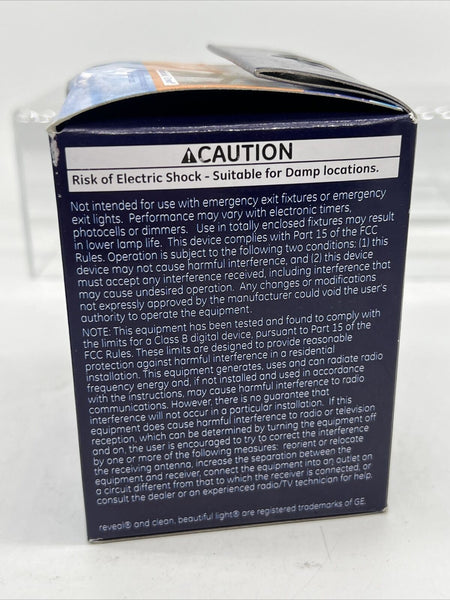 ⚠CAUTION
Risk of Electric Shock - Suitable for Damp locations.
Not intended for use with emergency exit fixtures or emergency
exit lights. Performance may vary with electronic timers,
photocells or dimmers. Use in totally enclosed fixtures may result
in lower lamp life. This device complies with Part 15 of the FCC
Rules. Operation is subject to the following two conditions: (1) this
device may not cause harmful interference, and (2) this device
must accept any interference received, including interference that
may cause undesired operation. Any changes or modifications
not expressly approved by the manufacturer could void the user's
authority to operate the equipment.
NOTE: This equipment has been tested and found to comply with
the limits for a Class B digital device, pursuant to Part 15 of the
FCC Rules. These limits are designed to provide reasonable
protection against harmful interference in a residential
installation. This equipment generates, uses and can radiate radio
frequency energy and, if not installed and used in accordance
with the instructions, may cause harmful interference to radio
communications. However, there is no guarantee that
interference will not occur in a particular installation. If this
equipment does cause harmful interference to radio or television
reception, which can be determined by turning the equipment off
and on, the user is encouraged to try to correct the interference
by one or more of the following measures: reorient or relocate
the receiving antenna, increase the separation between the
equipment and receiver, connect the equipment into an outlet on
a circuit different from that to which the receiver is connected, or
consult the dealer or an experienced radio/TV technician for help.
reveal® and clean, beautiful light® are registered trademarks of GE.